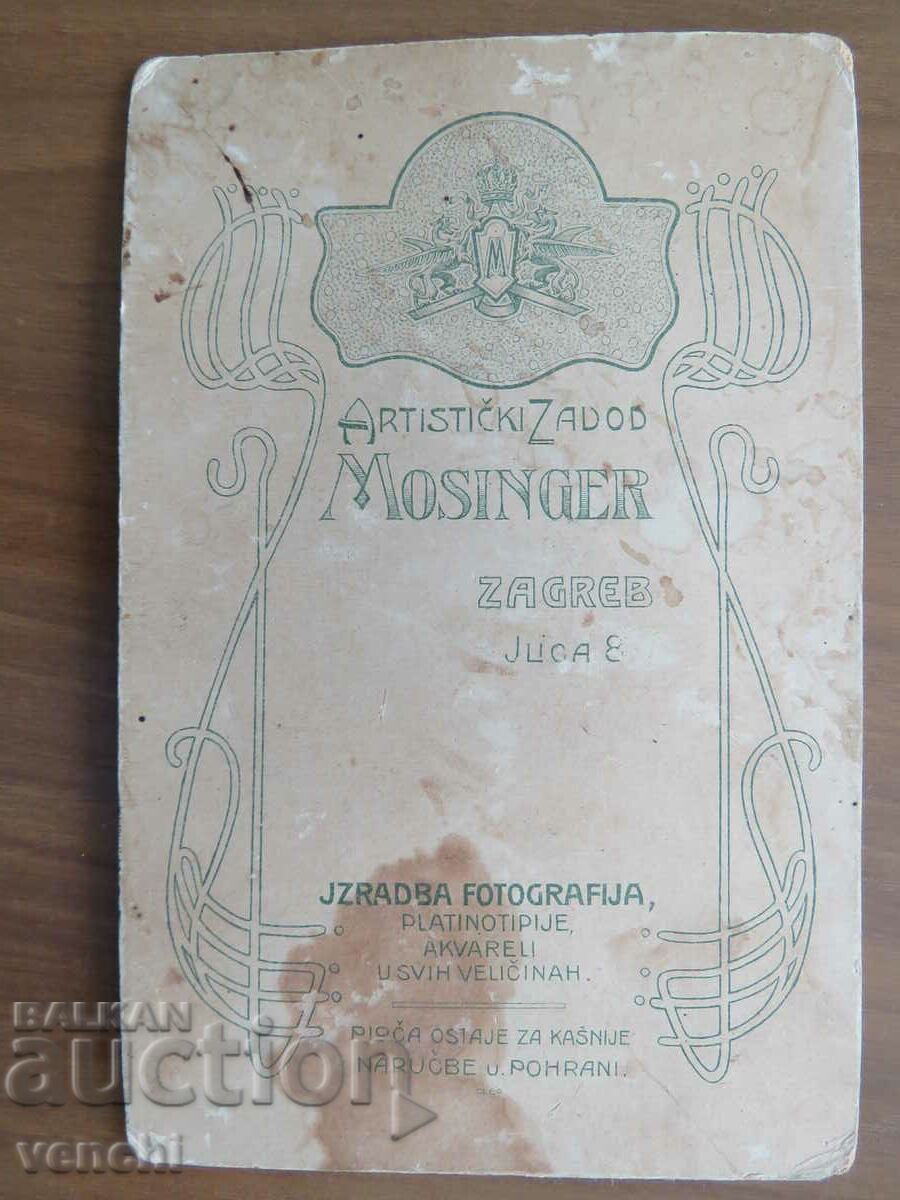 M
ARTISTIČKI ZAVOD
MOSINGER
ZAGREB
JLICA 8
JZRADBA FOTOGRAFIJA,
PLATINOTIPIJE,
AKVARELI
U SVIH VELIČINAH.
PLOČA OSTAJE ZA KAŠNIJE
NARUČBE U POHRANI.
BALKAN
auction
venchi